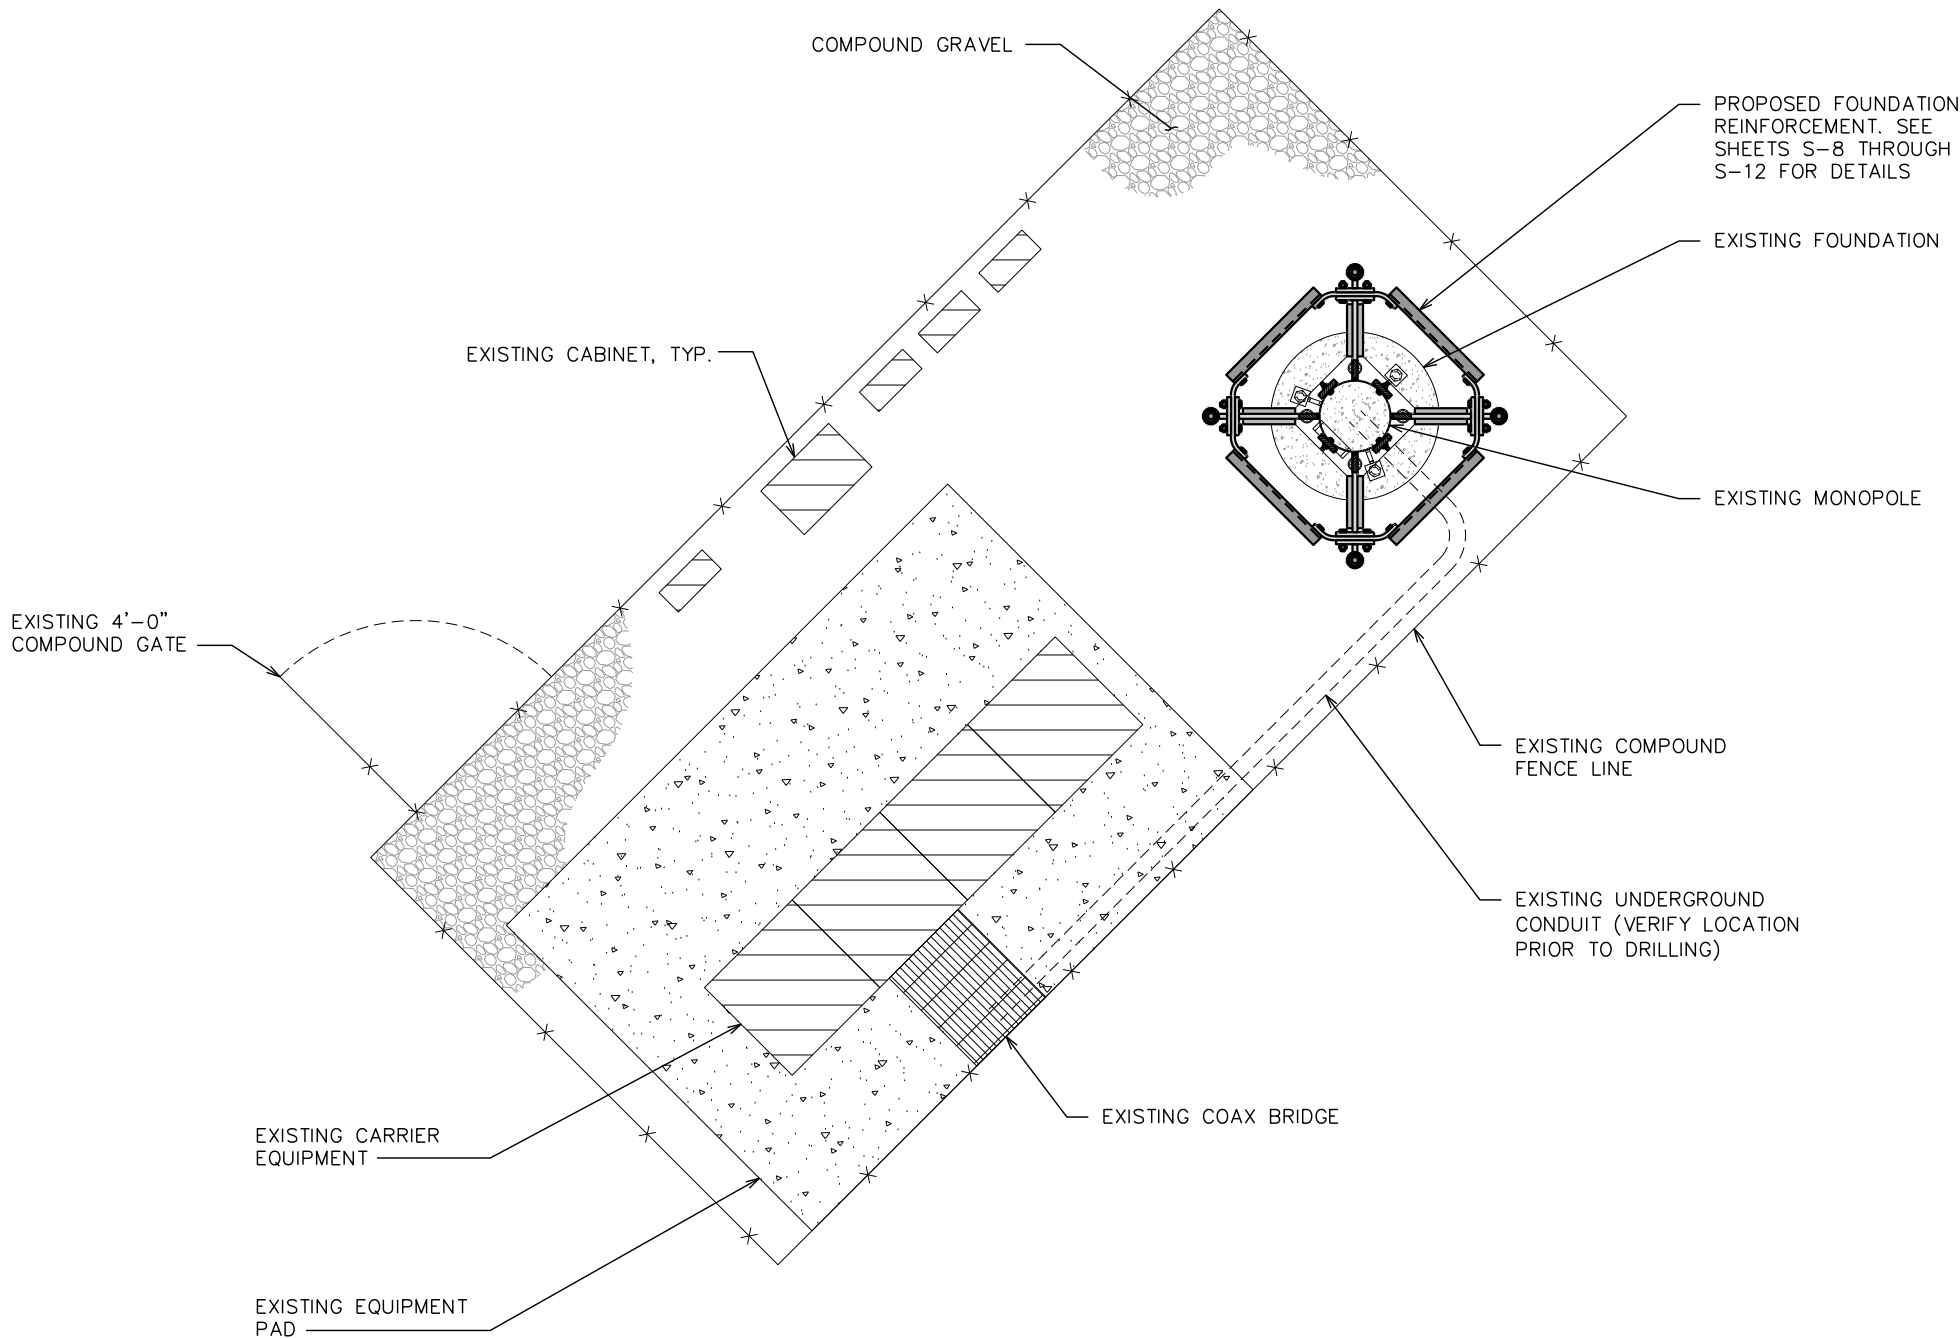 COMPOUND GRAVEL
PROPOSED FOUNDATION
REINFORCEMENT. SEE
SHEETS S-8 THROUGH
S-12 FOR DETAILS
EXISTING FOUNDATION
EXISTING CABINET, TYP.
EXISTING MONOPOLE
EXISTING 4'-0"
COMPOUND GATE
EXISTING COMPOUND
FENCE LINE
EXISTING UNDERGROUND
CONDUIT (VERIFY LOCATION
PRIOR TO DRILLING)
EXISTING COAX BRIDGE
EXISTING CARRIER
EQUIPMENT
EXISTING EQUIPMENT
PAD